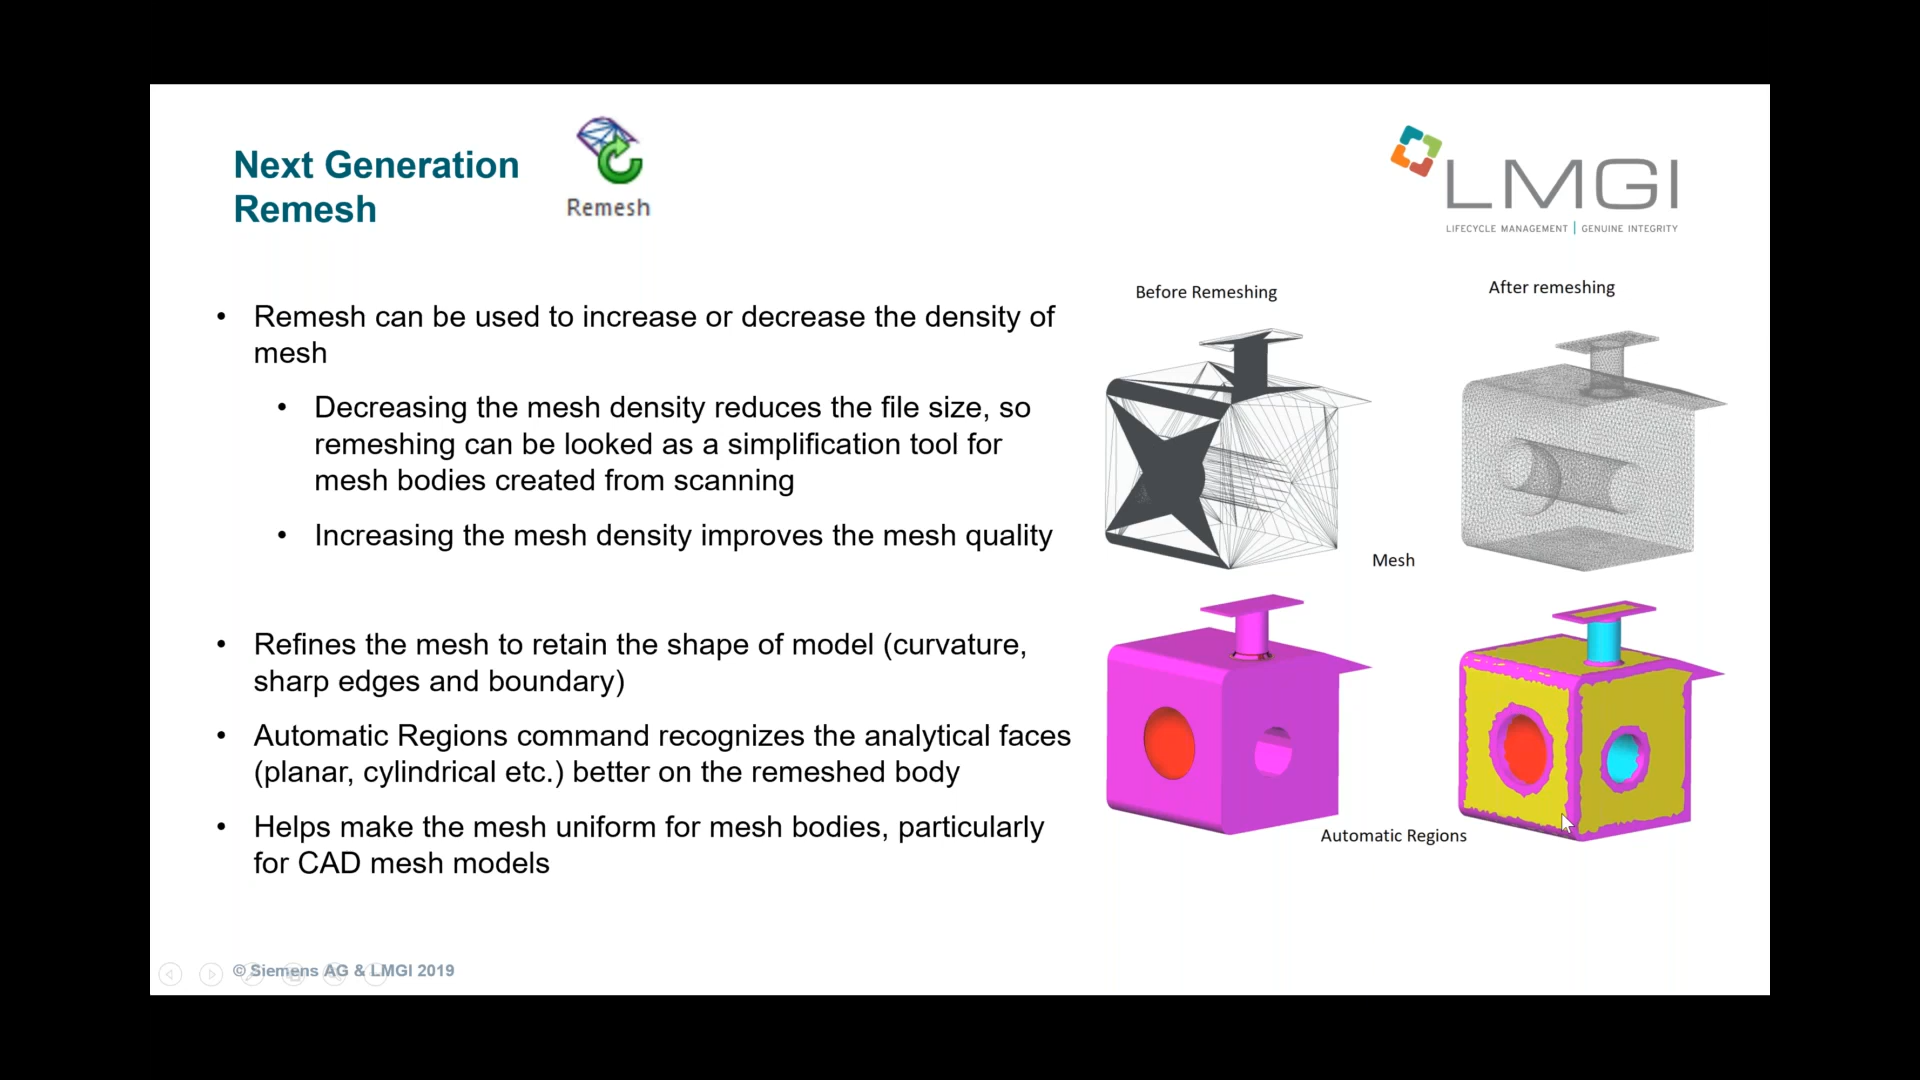 Next Generation
Remesh
Remesh
LMGI
LIFECYCLE MANAGEMENT | GENUINE INTEGRITY
• Remesh can be used to increase or decrease the density of
mesh
• Decreasing the mesh density reduces the file size, so
remeshing can be looked as a simplification tool for
mesh bodies created from scanning
• Increasing the mesh density improves the mesh quality
• Refines the mesh to retain the shape of model (curvature,
sharp edges and boundary)
• Automatic Regions command recognizes the analytical faces
(planar, cylindrical etc.) better on the remeshed body
• Helps make the mesh uniform for mesh bodies, particularly
for CAD mesh models
Before Remeshing
After remeshing
Mesh
Automatic Regions
© Siemens AG & LMGI 2019